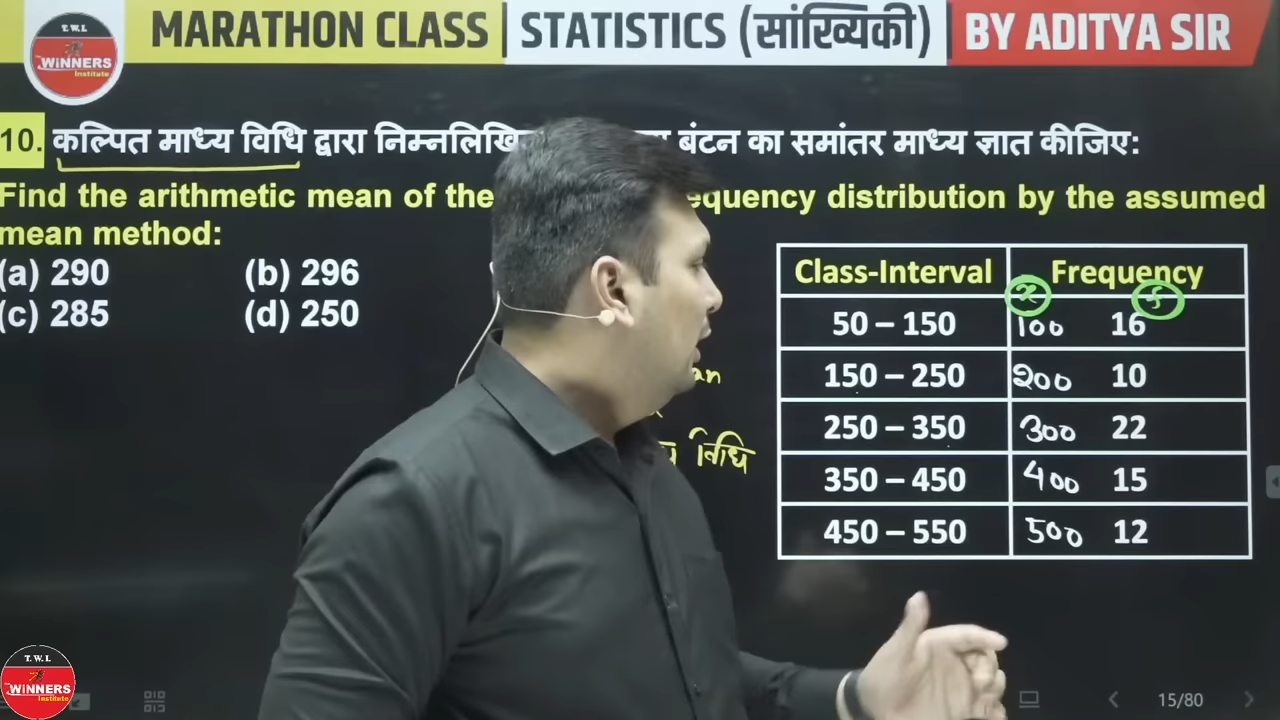 MARATHON CLASS STATISTICS (सांख्यिकी) BY ADITYA SIR
T.W.I.
WiNNERS
Institute
10. कल्पित माध्य विधि द्वारा बंटन का समांतर माध्य ज्ञात कीजिए:
Find the arithmetic mean of the distribution by the assumed
mean method:
(a) 290 (b) 296
(c) 285 (d) 250
Class-Interval Frequency
x f
50 – 150 100 16
150 – 250 200 10
250 – 350 300 22
350 – 450 400 15
450 – 550 500 12
विधि
T.W.I.
WiNNERS
Institute
15/80